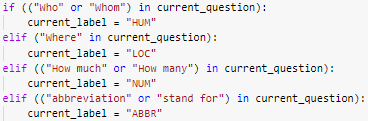 if (("Who" or "Whom") in current_question):
    current_label = "HUM"
elif ("Where" in current_question):
    current_label = "LOC"
elif (("How much" or "How many") in current_question):
    current_label = "NUM"
elif (("abbreviation" or "stand for") in current_question):
    current_label = "ABBR"